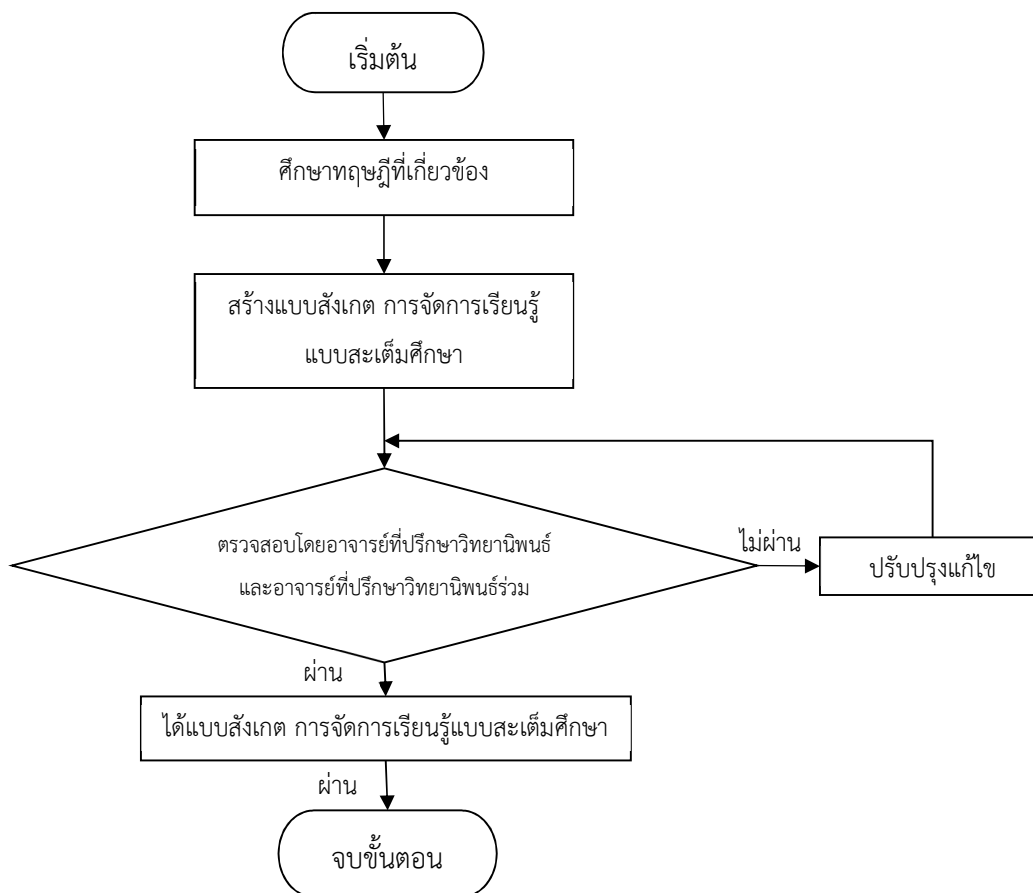 เริ่มต้น
ศึกษาทฤษฎีที่เกี่ยวข้อง
สร้างแบบสังเกต การจัดการเรียนรู้
แบบสะเต็มศึกษา
ตรวจสอบโดยอาจารย์ที่ปรึกษาวิทยานิพนธ์
และอาจารย์ที่ปรึกษาวิทยานิพนธ์ร่วม
ไม่ผ่าน
ปรับปรุงแก้ไข
ผ่าน
ได้แบบสังเกต การจัดการเรียนรู้แบบสะเต็มศึกษา
ผ่าน
จบขั้นตอน